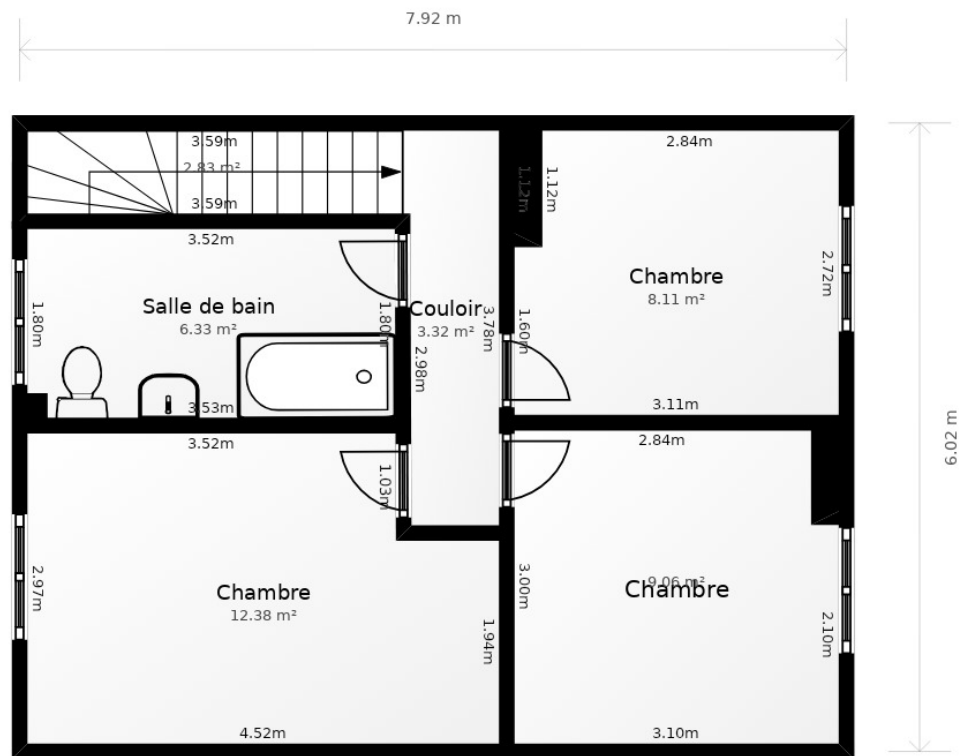 7.92 m
3.59m
2.83 m²
3.59m
2.84m
1.12m
1.12m
3.52m
2.72m
Chambre
8.11 m²
Salle de bain
6.33 m²
1.80m
1.80m
Couloir
3.32 m²
3.78m
1.60m
2.98m
3.53m
3.11m
3.52m
2.84m
6.02 m
1.03m
2.97m
Chambre
12.38 m²
3.00m
9.06 m²
Chambre
1.94m
2.10m
4.52m
3.10m